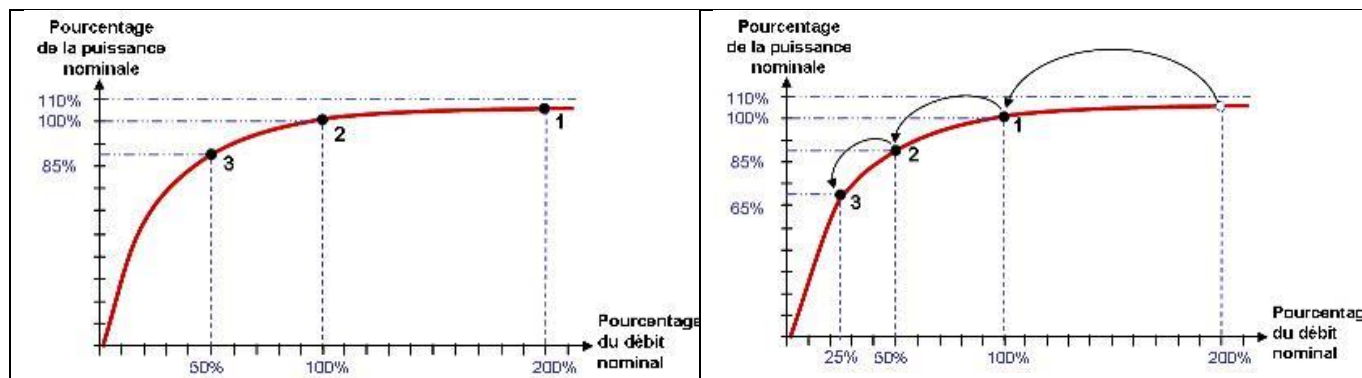 Pourcentage
de la puissance
nominale
110%
100%
85%
1
2
3
50%
100%
200%
Pourcentage
du débit
nominal
Pourcentage
de la puissance
nominale
110%
100%
85%
65%
1
2
3
25%
50%
100%
200%
Pourcentage
du débit
nominal